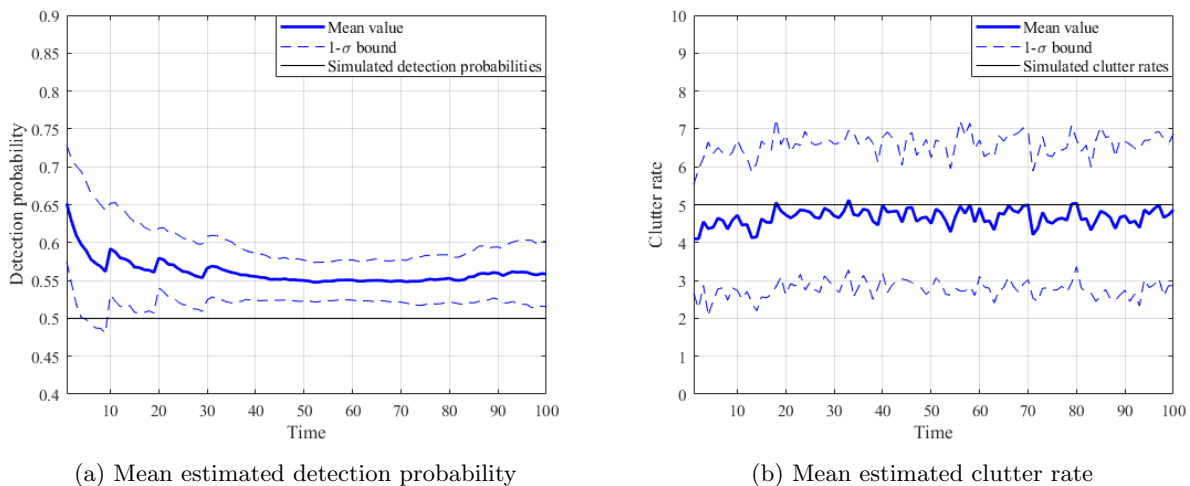 0.9
0.85
0.8
0.75
0.7
0.65
0.6
0.55
0.5
0.45
0.4
10 20 30 40 50 60 70 80 90 100
Time
Detection probability
Mean value
1-σ bound
Simulated detection probabilities
(a) Mean estimated detection probability
10
9
8
7
6
5
4
3
2
1
0
10 20 30 40 50 60 70 80 90 100
Time
Clutter rate
Mean value
1-σ bound
Simulated clutter rates
(b) Mean estimated clutter rate